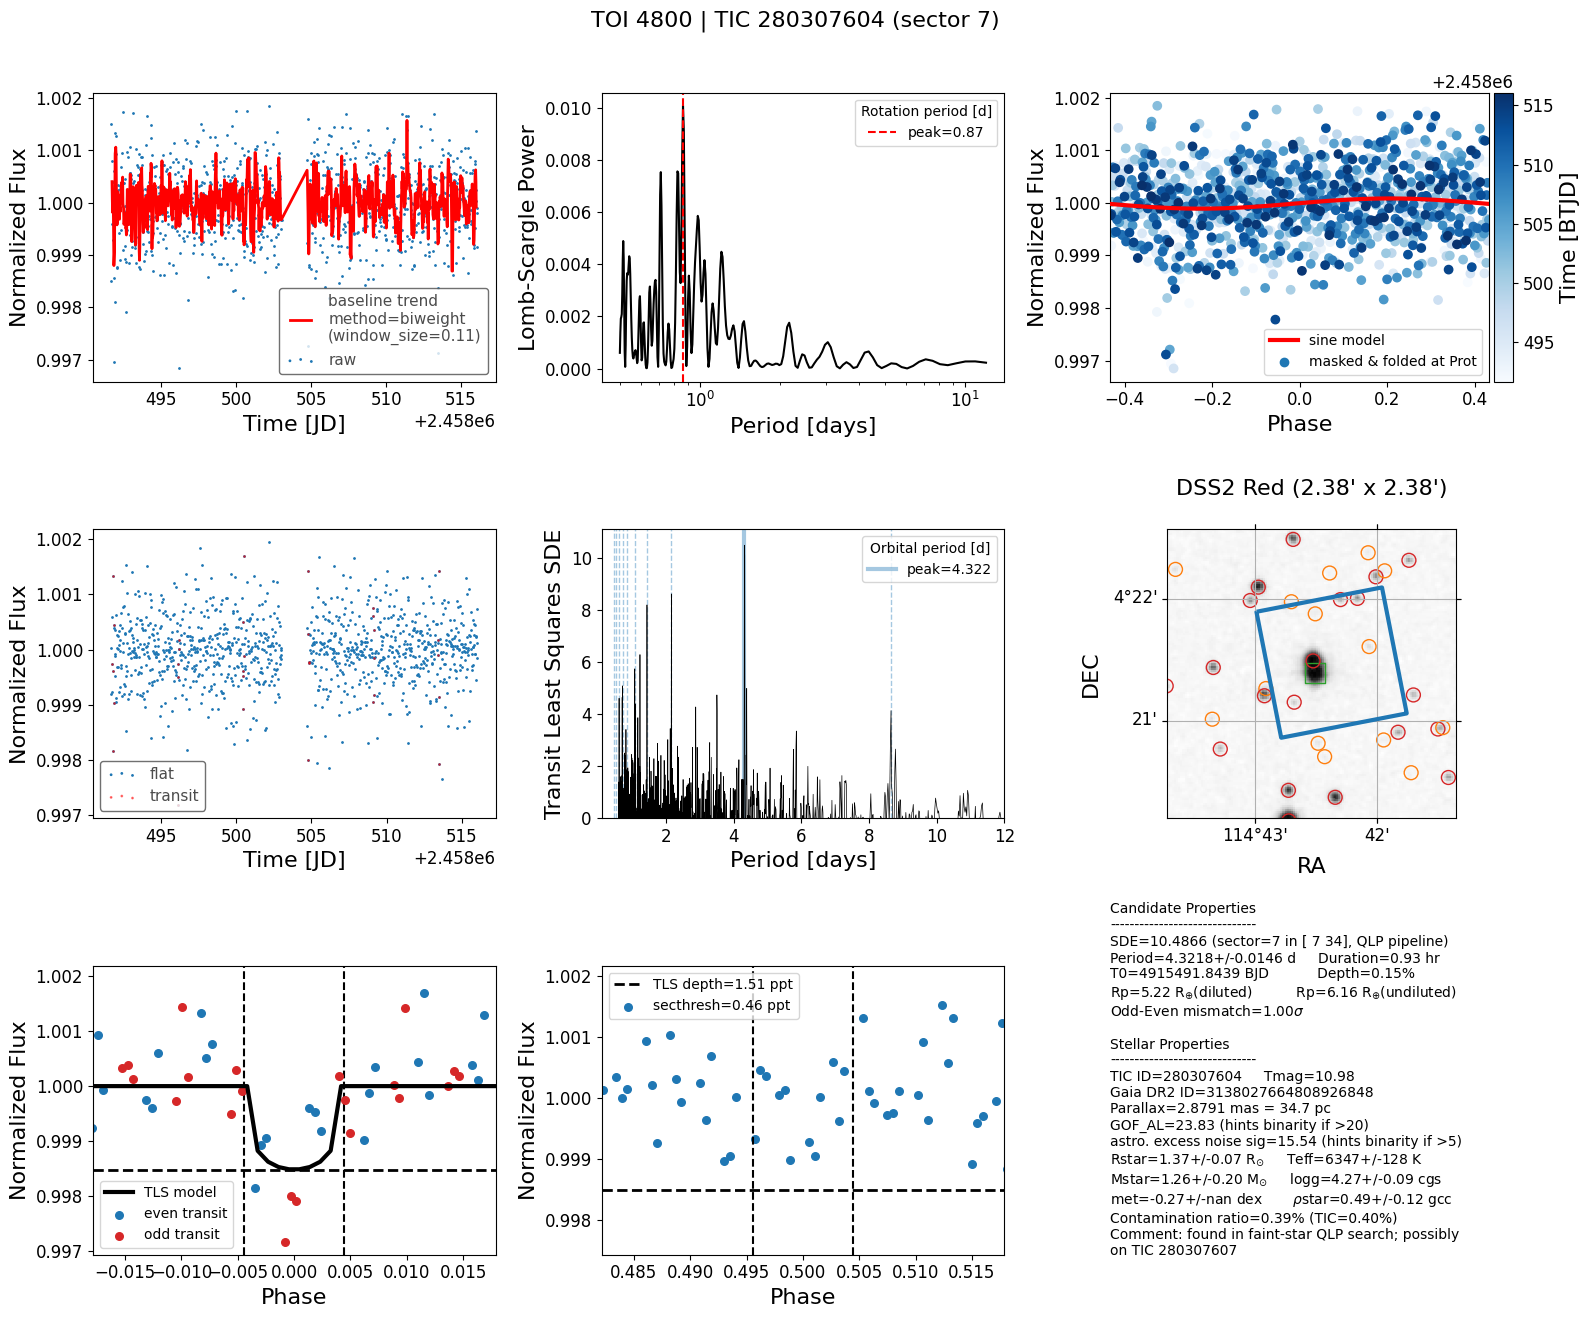 TOI 4800 | TIC 280307604 (sector 7)
Normalized Flux
1.002
1.001
1.000
0.999
0.998
0.997
baseline trend
method=biweight
(window_size=0.11)
raw
495 500 505 510 515
Time [JD]
+2.458e6
Lomb-Scargle Power
0.010
0.008
0.006
0.004
0.002
0.000
Rotation period [d]
peak=0.87
10⁰ 10¹
Period [days]
Normalized Flux
1.002
1.001
1.000
0.999
0.998
0.997
sine model
masked & folded at Prot
−0.4 −0.2 0.0 0.2 0.4
Phase
+2.458e6
515
510
505
500
495
Time [BTJD]
Normalized Flux
1.002
1.001
1.000
0.999
0.998
0.997
flat
transit
495 500 505 510 515
Time [JD]
+2.458e6
Transit Least Squares SDE
10
8
6
4
2
0
Orbital period [d]
peak=4.322
2 4 6 8 10 12
Period [days]
DSS2 Red (2.38' x 2.38')
DEC
4°22'
21'
114°43' 42'
RA
Normalized Flux
1.002
1.001
1.000
0.999
0.998
0.997
TLS model
even transit
odd transit
−0.015 −0.010 −0.005 0.000 0.005 0.010 0.015
Phase
Normalized Flux
1.002
1.001
1.000
0.999
0.998
TLS depth=1.51 ppt
secthresh=0.46 ppt
0.485 0.490 0.495 0.500 0.505 0.510 0.515
Phase
Candidate Properties
------------------------------
SDE=10.4866 (sector=7 in [ 7 34], QLP pipeline)
Period=4.3218+/-0.0146 d Duration=0.93 hr
T0=4915491.8439 BJD Depth=0.15%
Rp=5.22 R⊕(diluted) Rp=6.16 R⊕(undiluted)
Odd-Even mismatch=1.00σ
Stellar Properties
------------------------------
TIC ID=280307604 Tmag=10.98
Gaia DR2 ID=3138027664808926848
Parallax=2.8791 mas = 34.7 pc
GOF_AL=23.83 (hints binarity if >20)
astro. excess noise sig=15.54 (hints binarity if >5)
Rstar=1.37+/-0.07 R⊙ Teff=6347+/-128 K
Mstar=1.26+/-0.20 M⊙ logg=4.27+/-0.09 cgs
met=-0.27+/-nan dex ρstar=0.49+/-0.12 gcc
Contamination ratio=0.39% (TIC=0.40%)
Comment: found in faint-star QLP search; possibly
on TIC 280307607